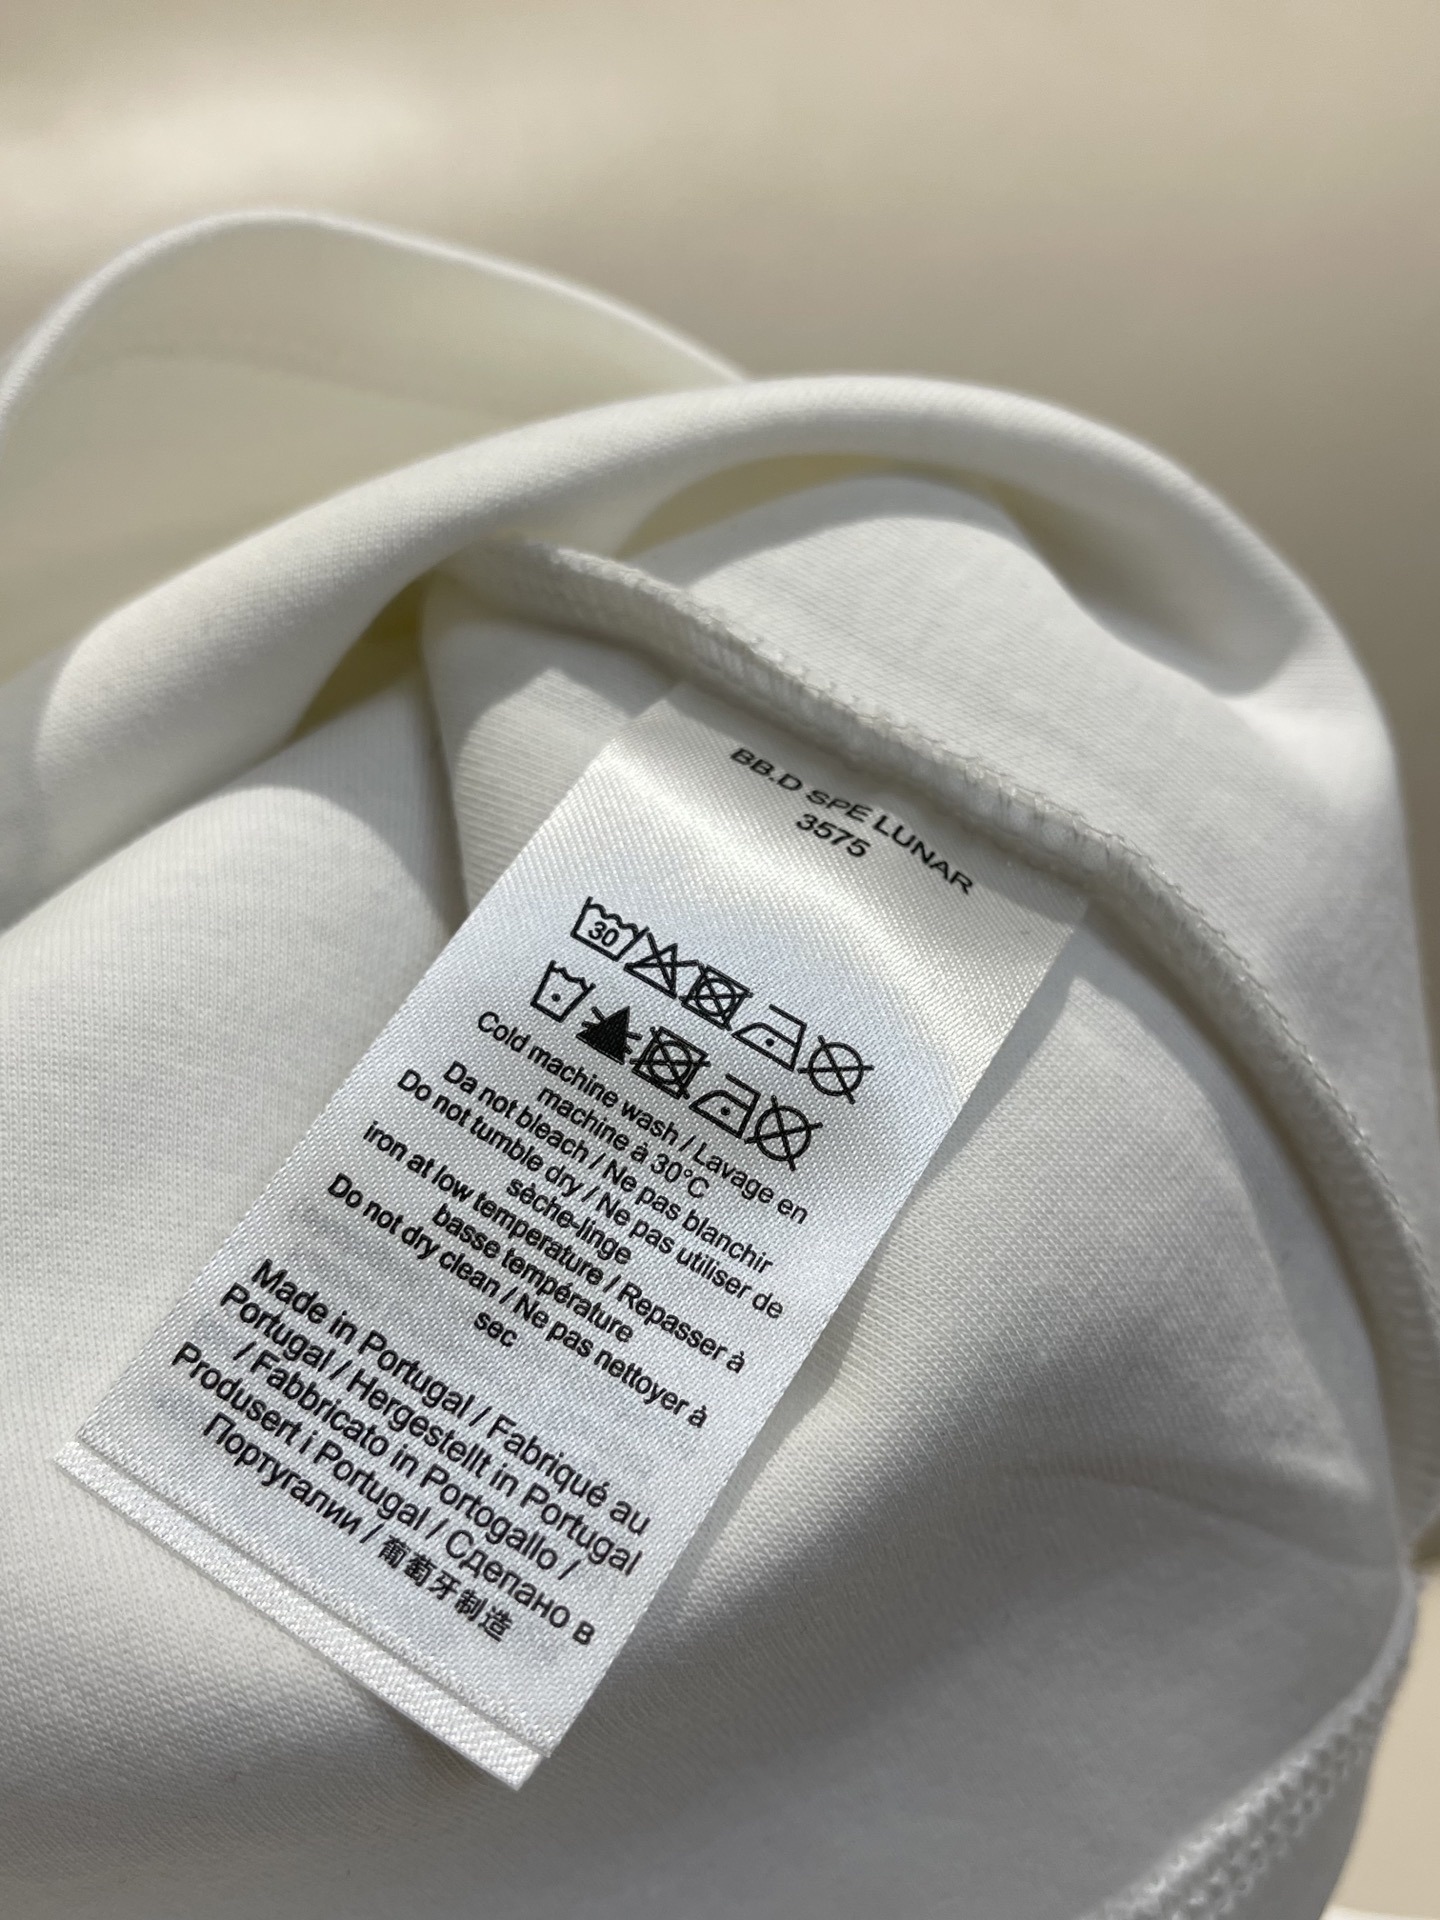 BB.D SPE LUNAR
3575
30
Cold machine wash / Lavage en
machine à 30°C
Da not bleach / Ne pas blanchir
Do not tumble dry / Ne pas utiliser de
sèche-linge
iron at low temperature / Repasser à
basse température
Do not dry clean / Ne pas nettoyer à
sec
Made in Portugal / Fabriqué au
Portugal / Hergestellt in Portugal
/ Fabbricato in Portogallo /
Produsert i Portugal / Сделано в
Португалии / 葡萄牙制造